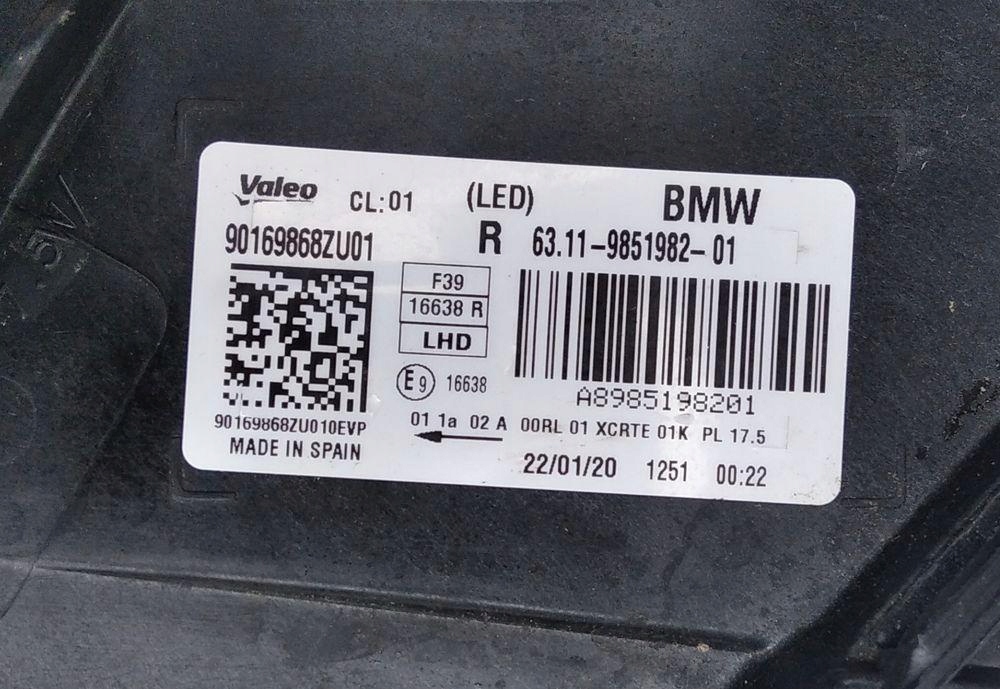 Valeo CL:01 (LED) BMW
90169868ZU01 R 63.11-9851982-01
F39
16638 R
LHD
E9 16638
A8985198201
90169868ZU010EVP 01 1a 02 A 00RL 01 XCRTE 01K PL 17.5
MADE IN SPAIN 22/01/20 1251 00:22